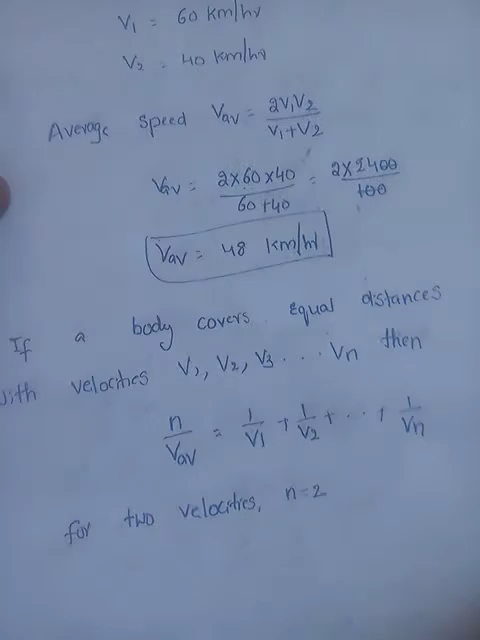 V₁ = 60 km/hr
V₂ = 40 km/hr
Average speed Vav = 2V₁V₂ / V₁+V₂
Vav = 2×60×40 / 60+40 = 2×2400 / 100
Vav = 48 km/hr
If a body covers equal distances
with velocities V₁, V₂, V₃ . . . . Vn then
n / Vav = 1/V₁ + 1/V₂ + . . + 1/Vn
for two velocities, n=2